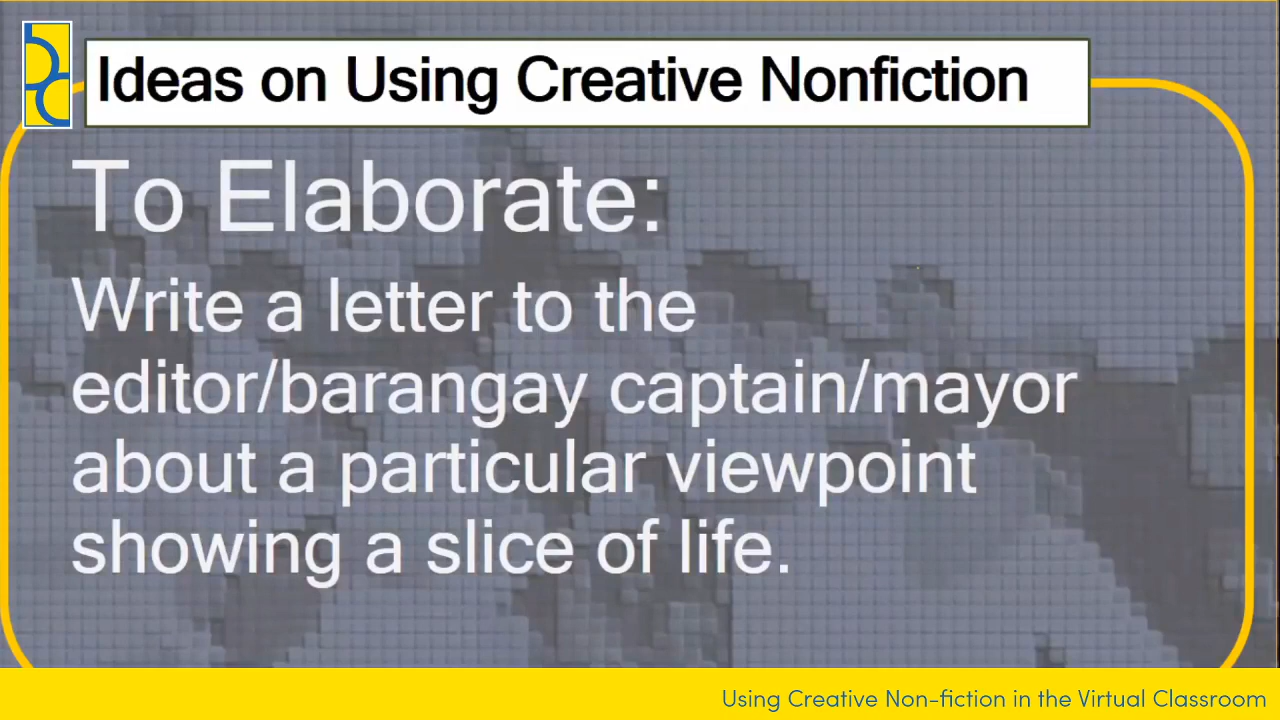 Ideas on Using Creative Nonfiction
To Elaborate:
Write a letter to the
editor/barangay captain/mayor
about a particular viewpoint
showing a slice of life.
Using Creative Non-fiction in the Virtual Classroom